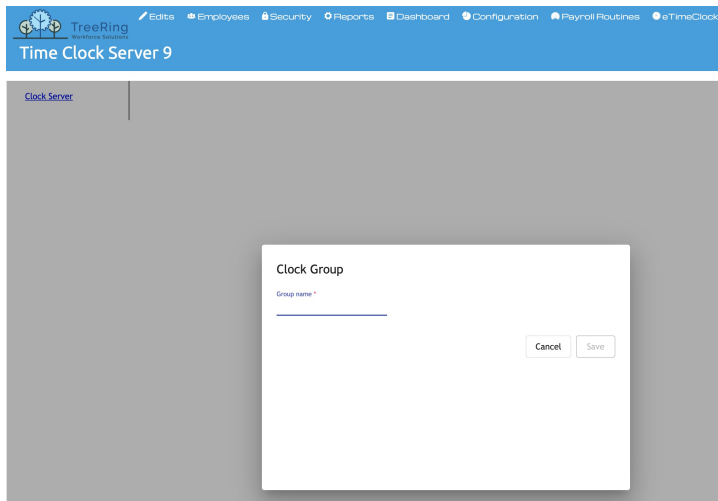 TreeRing
Workforce Solutions
Edits Employees Security Reports Dashboard Configuration Payroll Routines eTimeClock
Time Clock Server 9
Clock Server
Clock Group
Group name *
Cancel Save